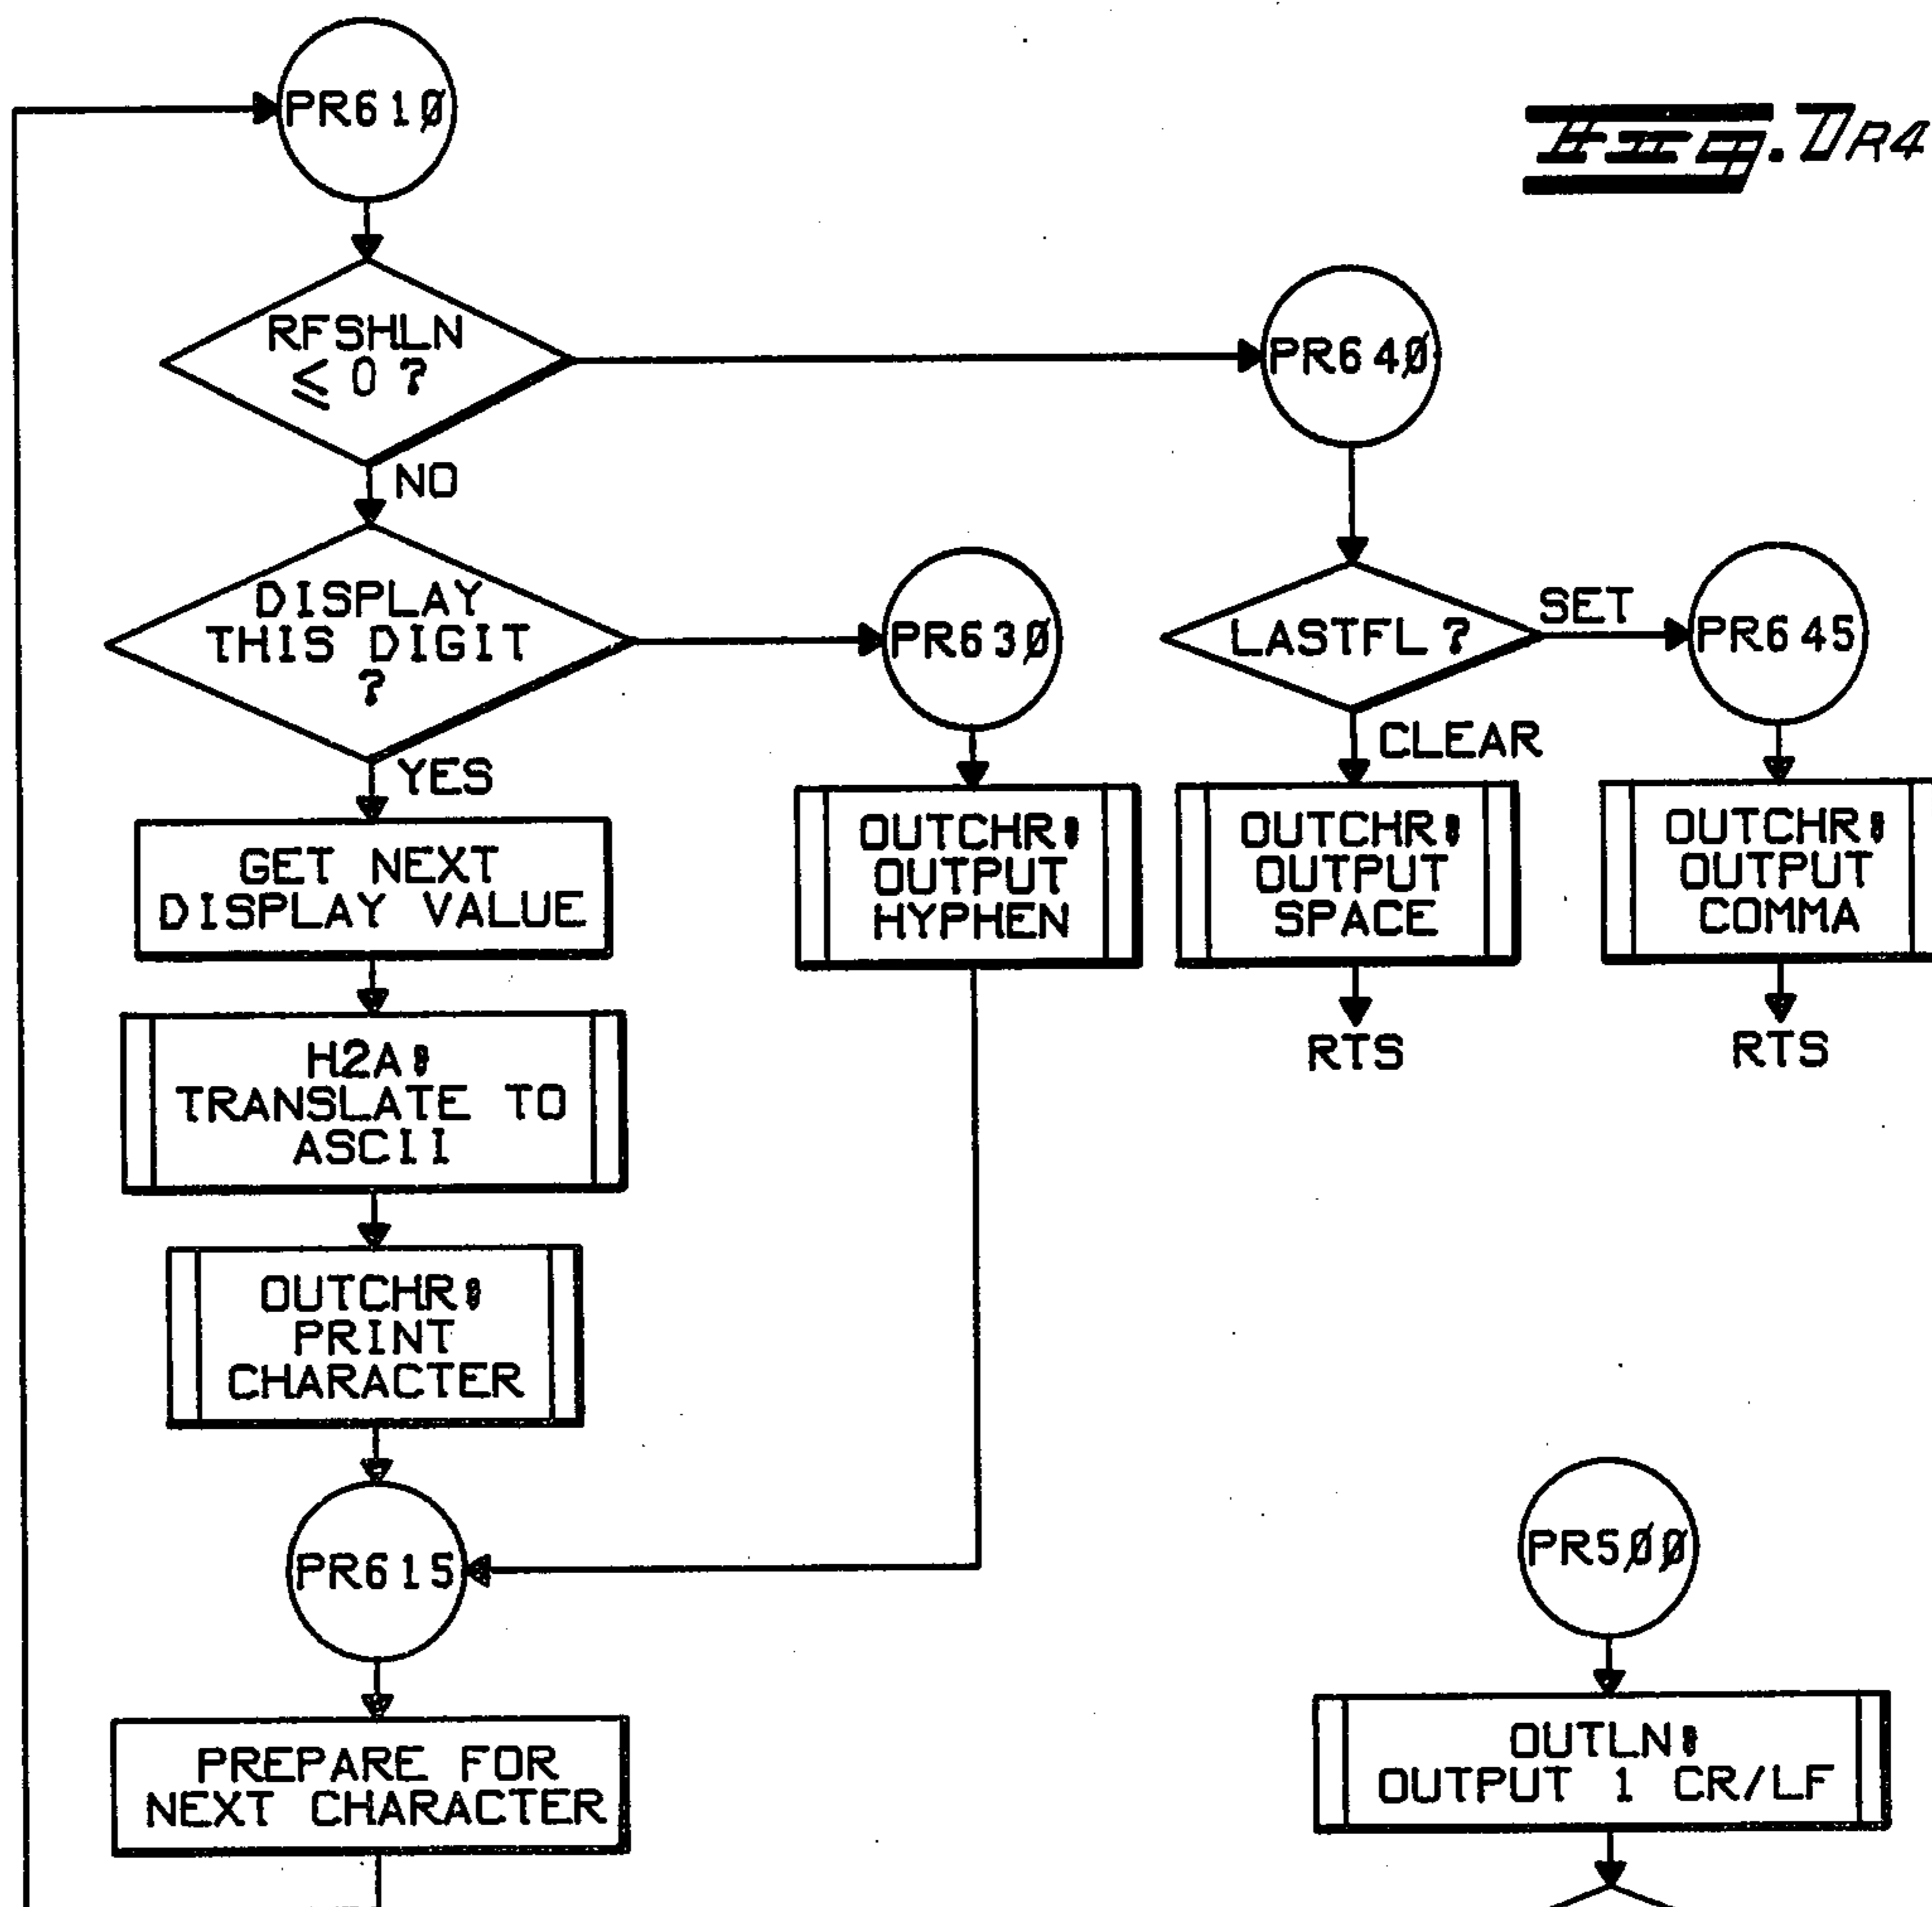 PR610
Fig. DR4
RFSHLN
≤ 0 ?
PR640
NO
DISPLAY
THIS DIGIT
?
PR630
LASTFL ?
SET
PR645
YES
CLEAR
GET NEXT
DISPLAY VALUE
OUTCHR:
OUTPUT
HYPHEN
OUTCHR:
OUTPUT
SPACE
OUTCHR:
OUTPUT
COMMA
RTS
RTS
H2A:
TRANSLATE TO
ASCII
OUTCHR:
PRINT
CHARACTER
PR615
PR500
PREPARE FOR
NEXT CHARACTER
OUTLN:
OUTPUT 1 CR/LF